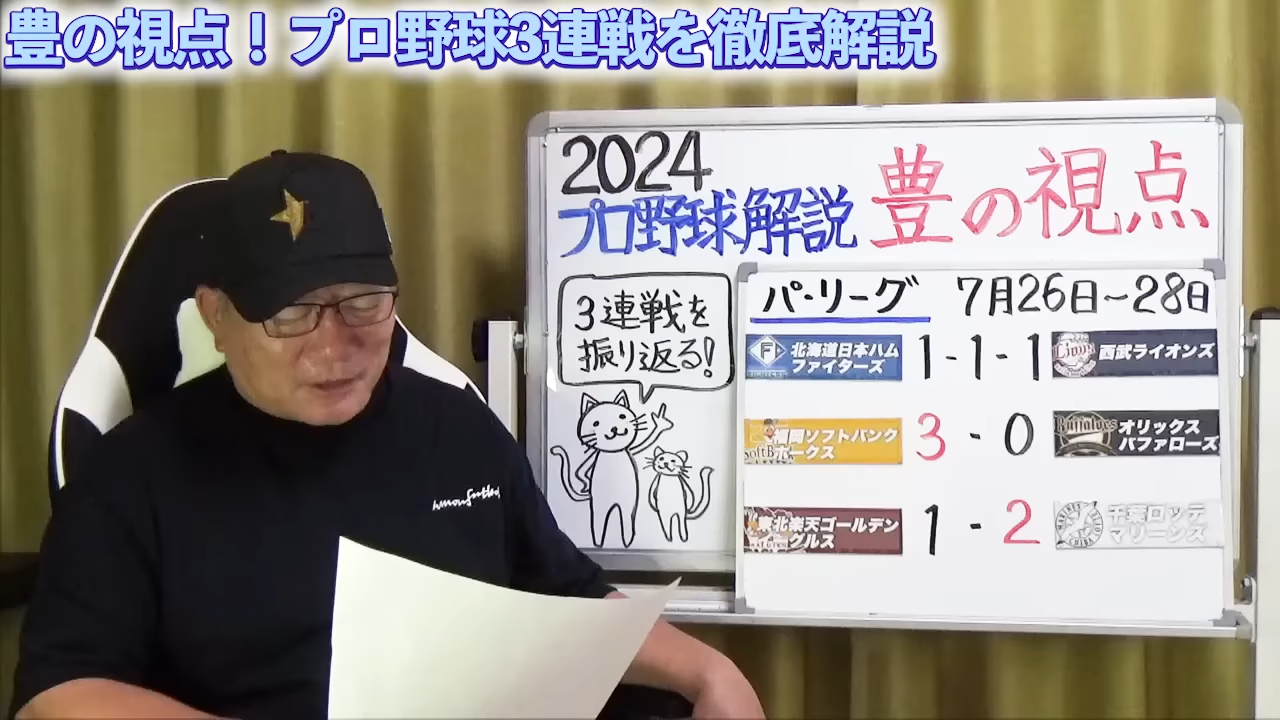 豊の視点！プロ野球3連戦を徹底解説
2024
プロ野球解説 豊の視点
3連戦を
振り返る!
パ・リーグ 7月26日～28日
F
北海道日本ハム
ファイターズ
1-1-1
Lions
西武ライオンズ
福岡ソフトバンク
ホークス
3-0
Buffaloes
オリックス
バファローズ
東北楽天ゴールデン
グルス
1-2
千葉ロッテ
マリーンズ